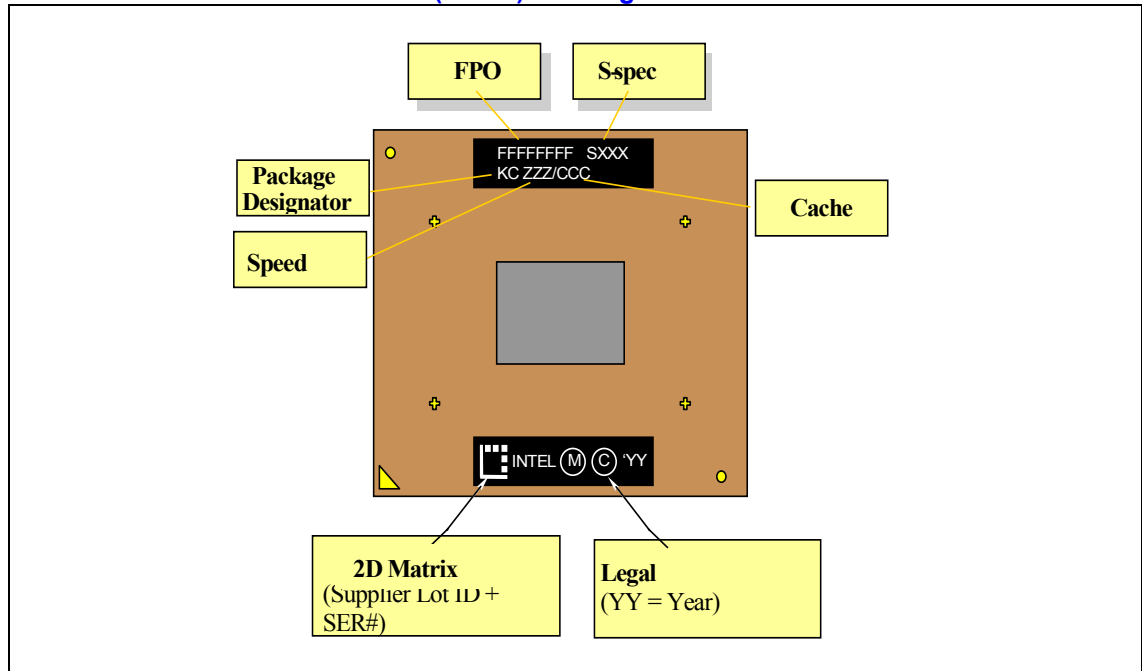 FPO
S-spec
FFFFFFFF SXXX
KC ZZZ/CCC
Package
Designator
Cache
Speed
INTEL M C 'YY
2D Matrix
(Supplier Lot ID +
SER#)
Legal
(YY = Year)